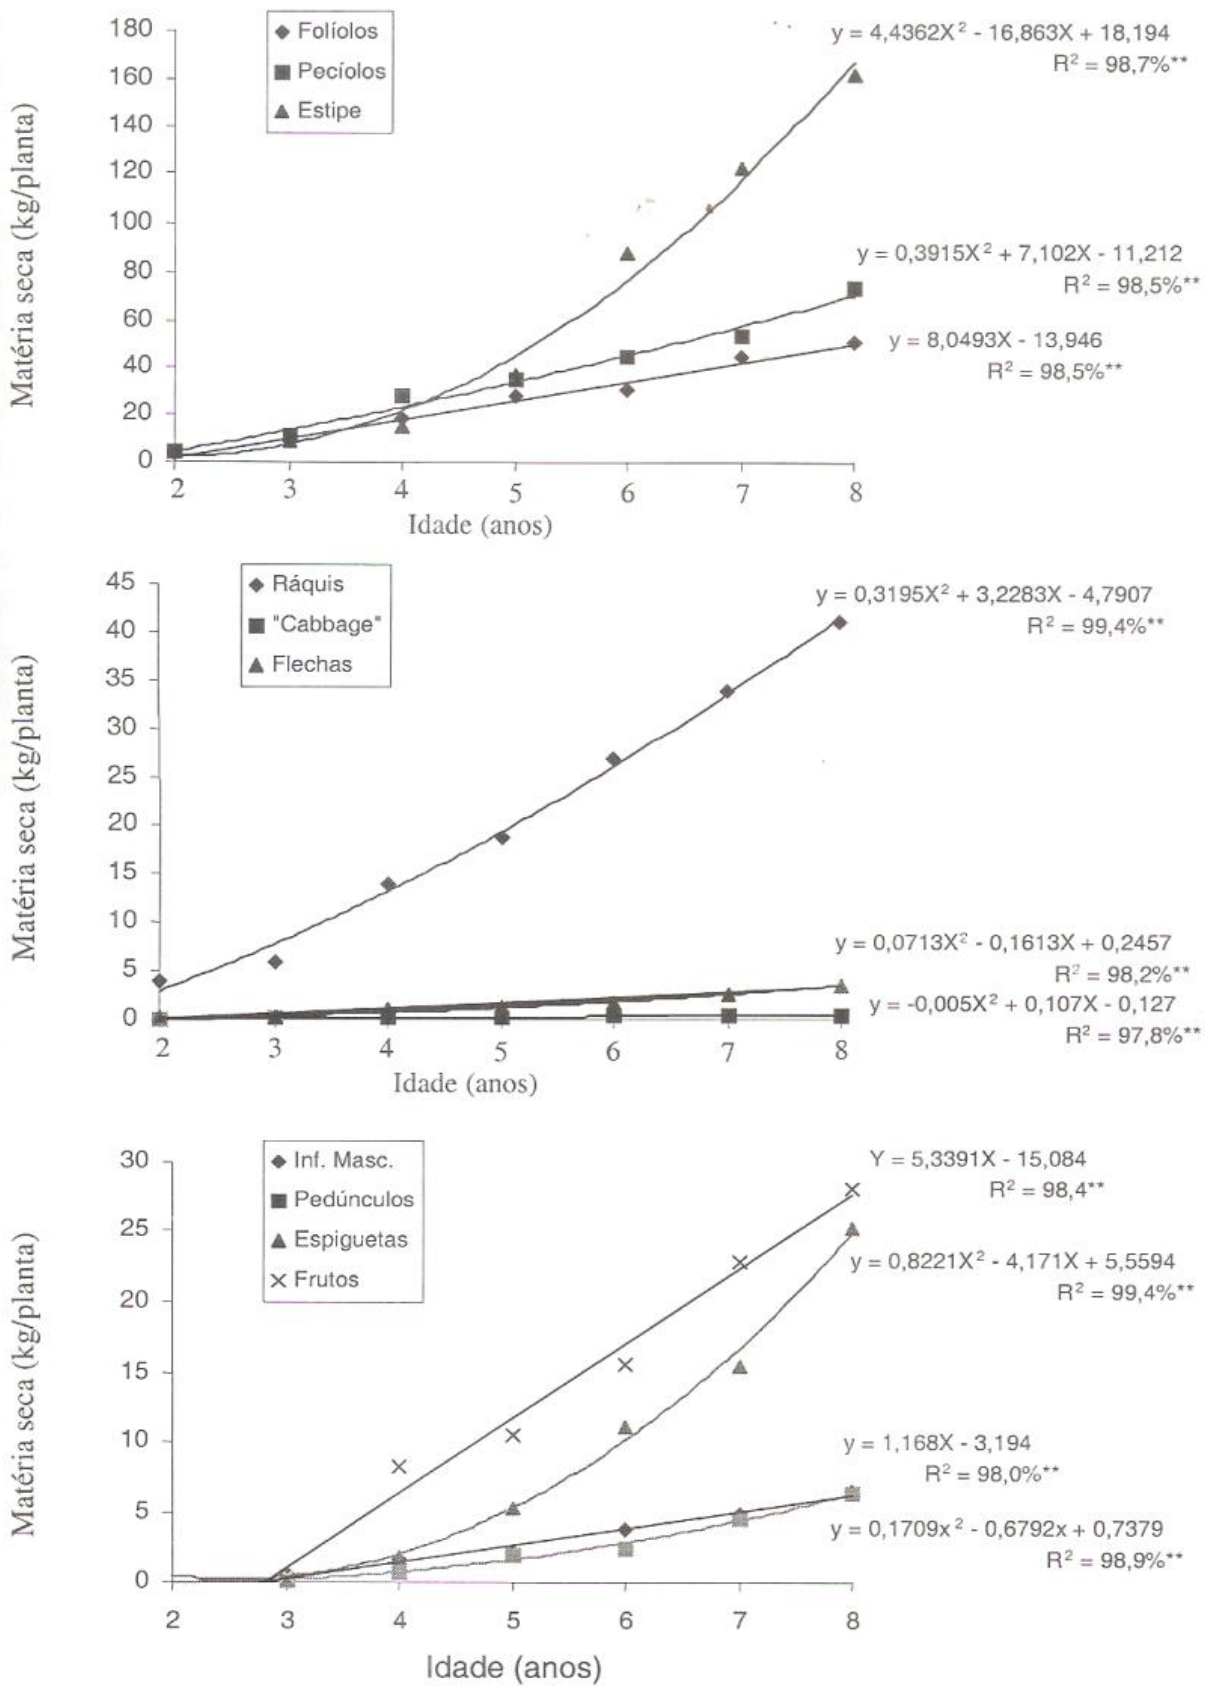 Matéria seca (kg/planta)
180
160
140
120
100
80
60
40
20
0
Folíolos
Pecíolos
Estipe
y = 4,4362X² - 16,863X + 18,194
R² = 98,7%**
y = 0,3915X² + 7,102X - 11,212
R² = 98,5%**
y = 8,0493X - 13,946
R² = 98,5%**
2 3 4 5 6 7 8
Idade (anos)
Matéria seca (kg/planta)
45
40
35
30
25
20
15
10
5
0
Ráquis
"Cabbage"
Flechas
y = 0,3195X² + 3,2283X - 4,7907
R² = 99,4%**
y = 0,0713X² - 0,1613X + 0,2457
R² = 98,2%**
y = -0,005X² + 0,107X - 0,127
R² = 97,8%**
2 3 4 5 6 7 8
Idade (anos)
Matéria seca (kg/planta)
30
25
20
15
10
5
0
Inf. Masc.
Pedúnculos
Espiguetas
Frutos
Y = 5,3391X - 15,084
R² = 98,4**
y = 0,8221X² - 4,171X + 5,5594
R² = 99,4%**
y = 1,168X - 3,194
R² = 98,0%**
y = 0,1709x² - 0,6792x + 0,7379
R² = 98,9%**
2 3 4 5 6 7 8
Idade (anos)